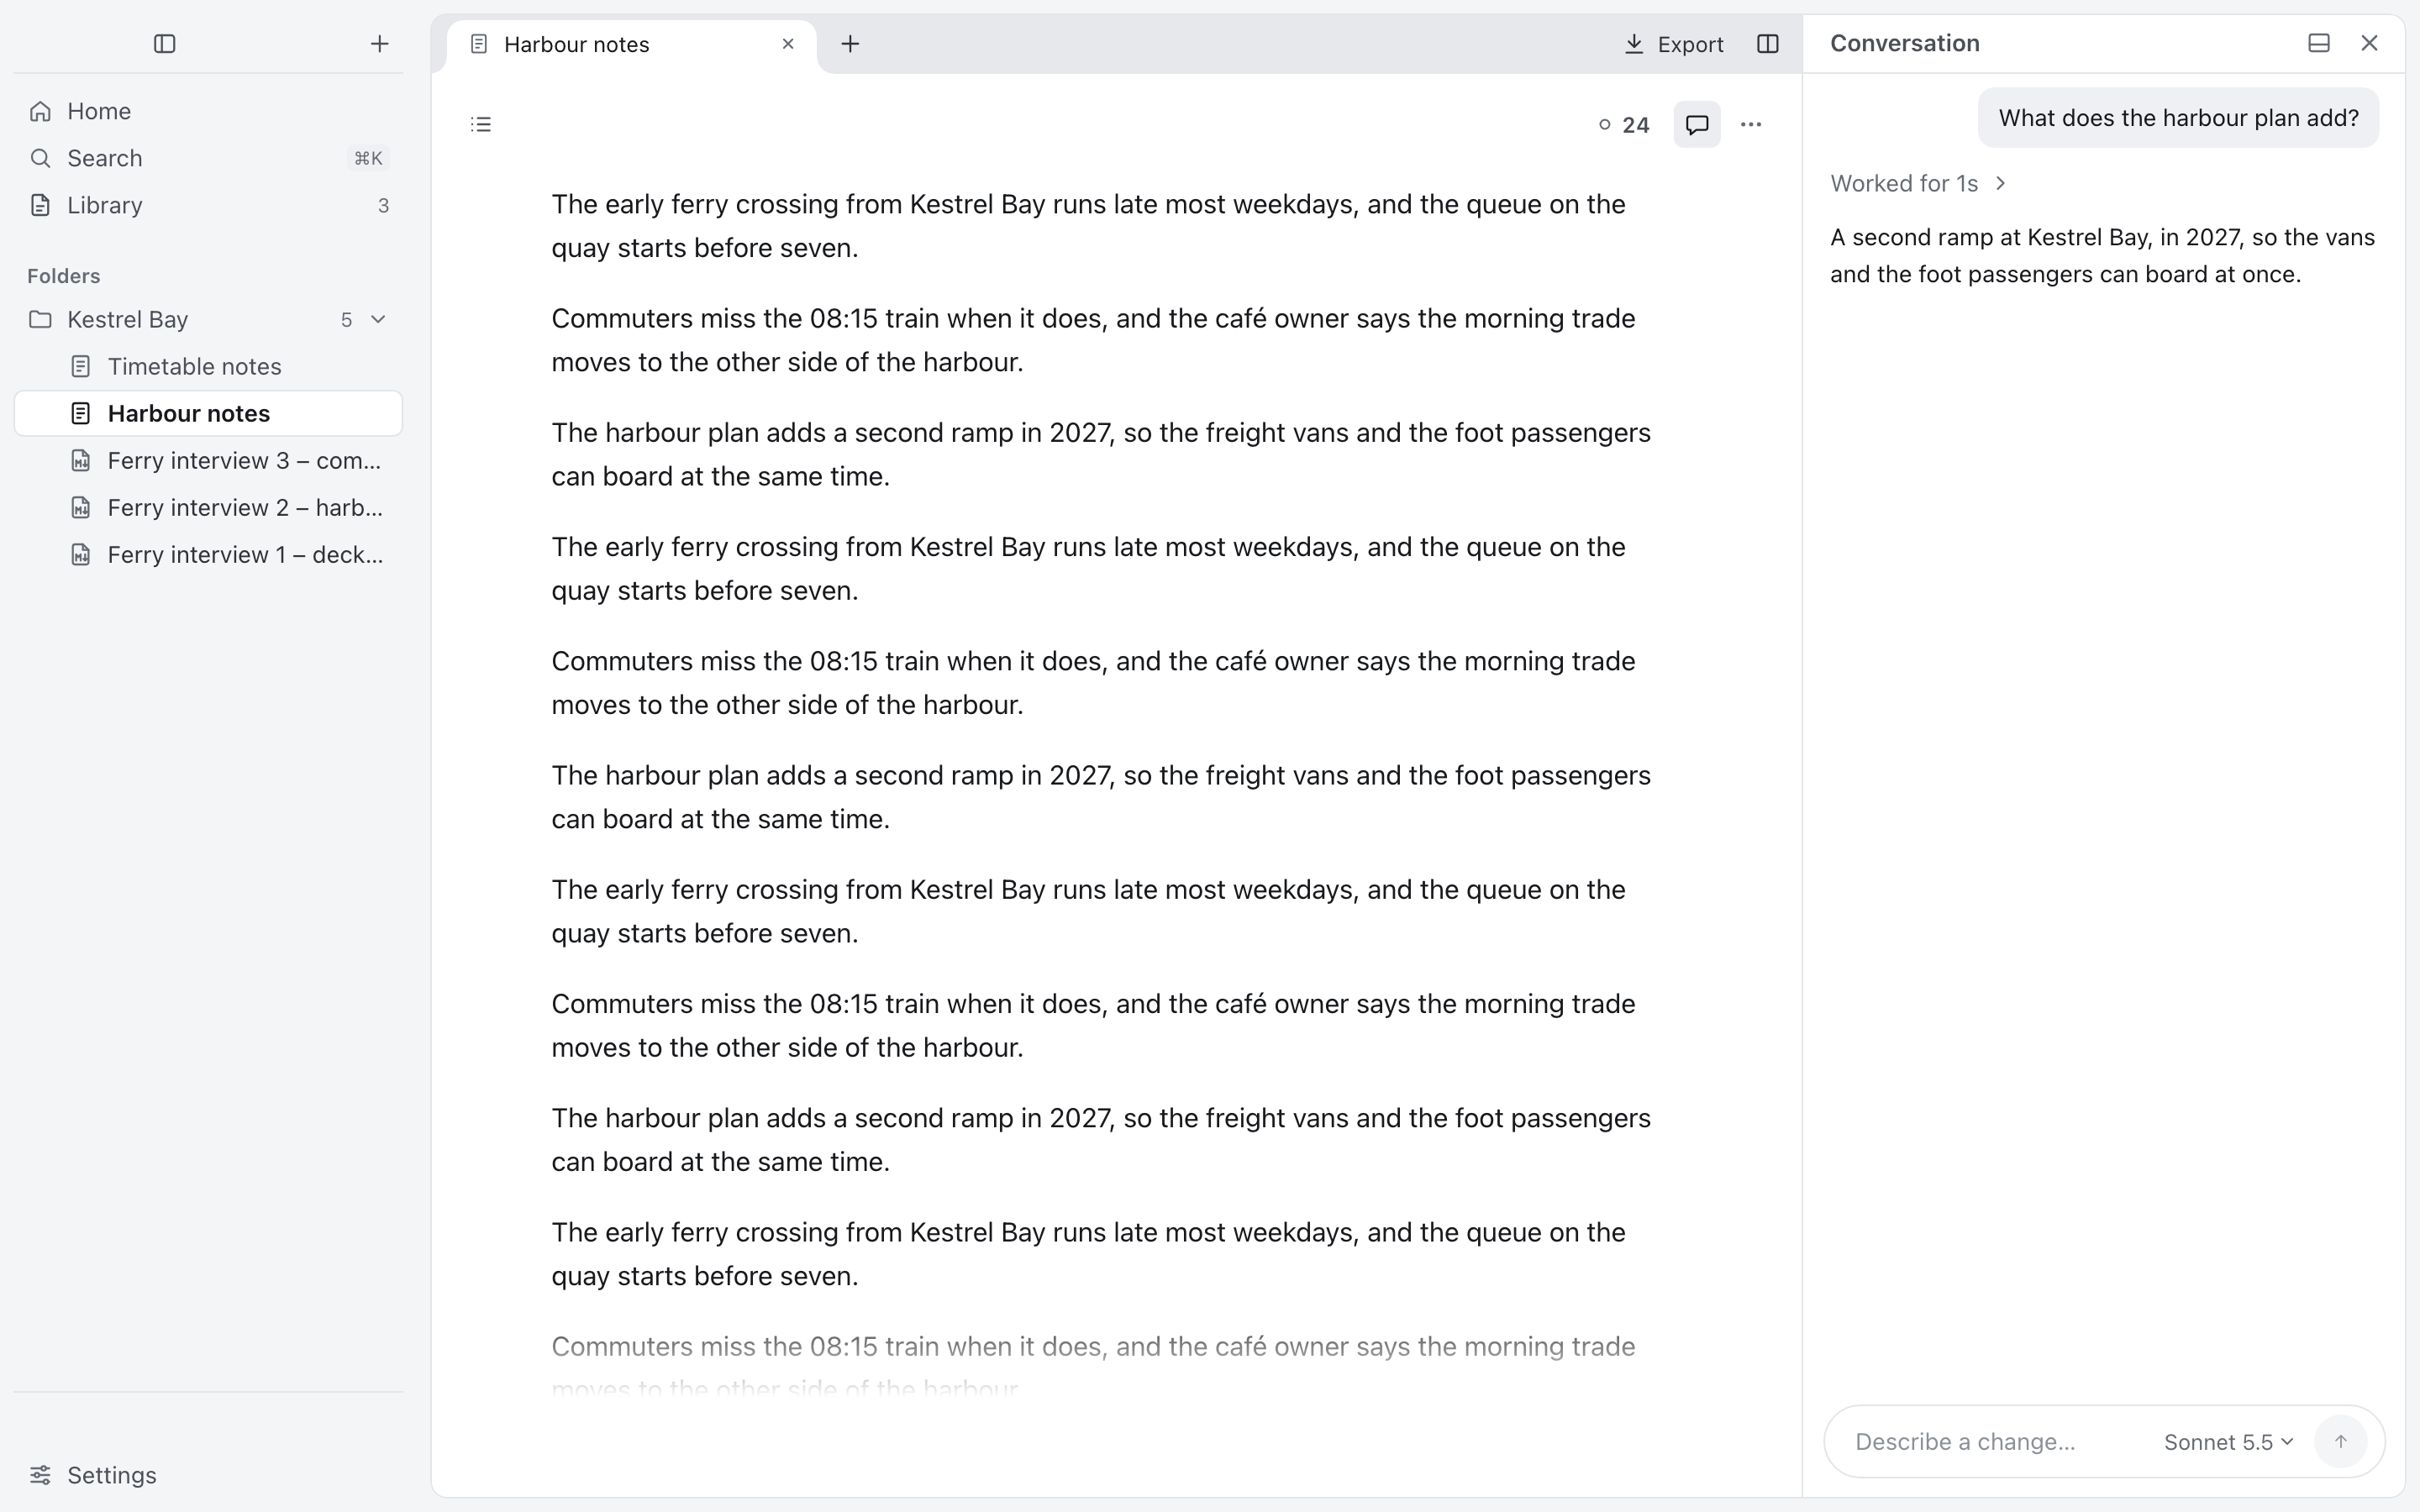 Home
Search
⌘K
Library
3
Folders
Kestrel Bay
5
Timetable notes
Harbour notes
Ferry interview 3 – com...
Ferry interview 2 – harb...
Ferry interview 1 – deck...
Settings
Harbour notes
Export
24
The early ferry crossing from Kestrel Bay runs late most weekdays, and the queue on the
quay starts before seven.
Commuters miss the 08:15 train when it does, and the café owner says the morning trade
moves to the other side of the harbour.
The harbour plan adds a second ramp in 2027, so the freight vans and the foot passengers
can board at the same time.
The early ferry crossing from Kestrel Bay runs late most weekdays, and the queue on the
quay starts before seven.
Commuters miss the 08:15 train when it does, and the café owner says the morning trade
moves to the other side of the harbour.
The harbour plan adds a second ramp in 2027, so the freight vans and the foot passengers
can board at the same time.
The early ferry crossing from Kestrel Bay runs late most weekdays, and the queue on the
quay starts before seven.
Commuters miss the 08:15 train when it does, and the café owner says the morning trade
moves to the other side of the harbour.
The harbour plan adds a second ramp in 2027, so the freight vans and the foot passengers
can board at the same time.
The early ferry crossing from Kestrel Bay runs late most weekdays, and the queue on the
quay starts before seven.
Commuters miss the 08:15 train when it does, and the café owner says the morning trade
moves to the other side of the harbour.
Conversation
What does the harbour plan add?
Worked for 1s
A second ramp at Kestrel Bay, in 2027, so the vans
and the foot passengers can board at once.
Describe a change...
Sonnet 5.5